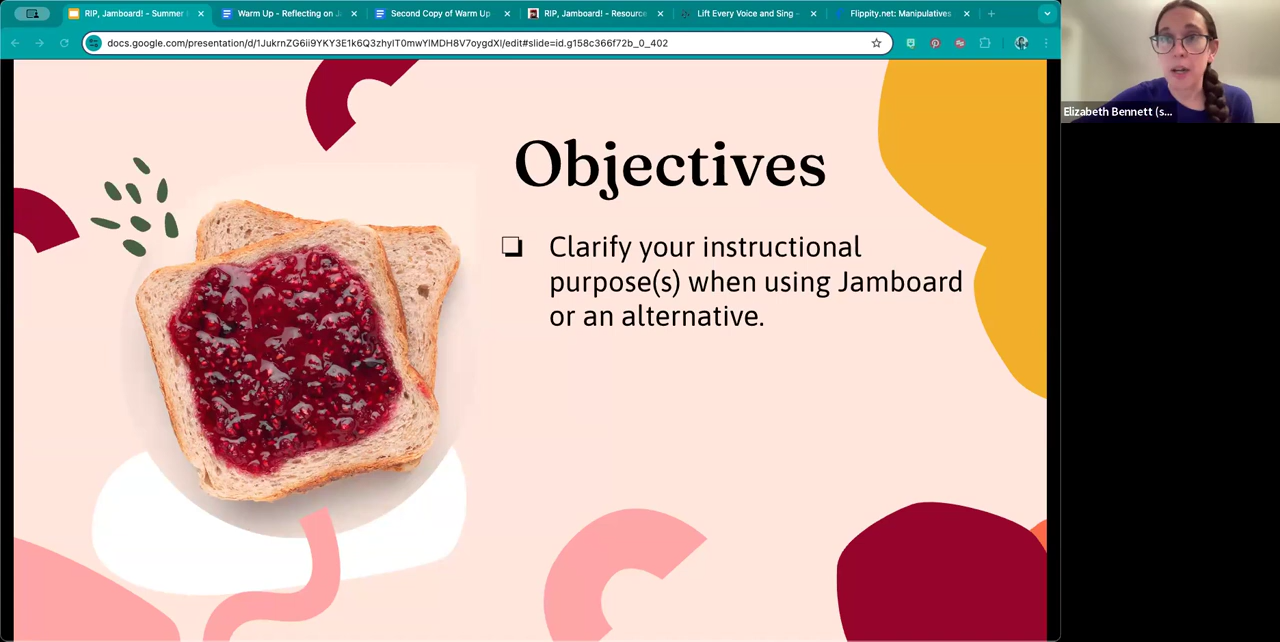 RIP, Jamboard! - Summer
Warm Up - Reflecting on J
Second Copy of Warm Up
RIP, Jamboard! - Resource
Lift Every Voice and Sing -
Flippity.net: Manipulatives
docs.google.com/presentation/d/1JukrnZG6ii9YKY3E1k6Q3zhyIT0mwYlMDH8V7oygdXI/edit#slide=id.g158c366f72b_0_402
Elizabeth Bennett (s...
Objectives
Clarify your instructional
purpose(s) when using Jamboard
or an alternative.